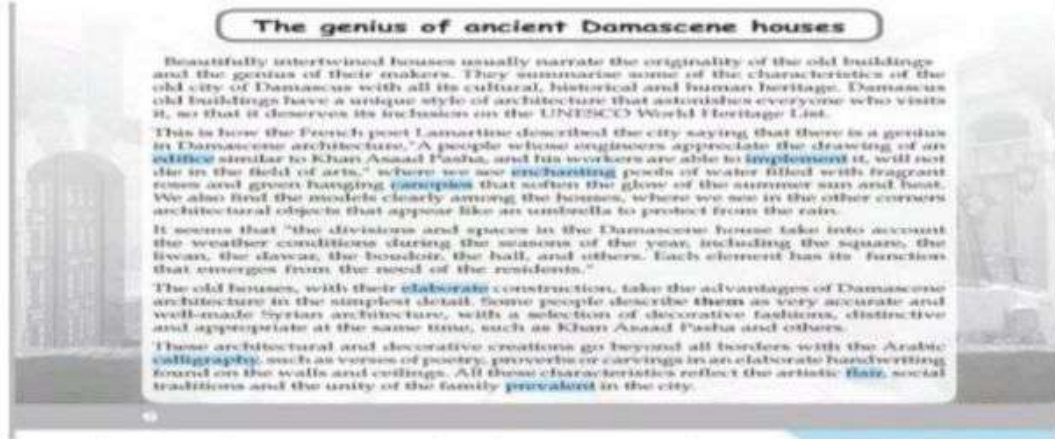 The genius of ancient Damascene houses
Beautifully intertwined houses usually narrate the originality of the old buildings
and the genius of their makers. They summarise some of the characteristics of the
old city of Damascus with all its cultural, historical and human heritage. Damascus
old buildings have a unique style of architecture that astonishes everyone who visits
it, so that it deserves its inclusion on the UNESCO World Heritage List.
This is how the French poet Lamartine described the city saying that there is a genius
in Damascene architecture,"A people whose engineers appreciate the drawing of an
edifice similar to Khan Asaad Pasha, and his workers are able to implement it, will not
die in the field of arts," where we see enchanting pools of water filled with fragrant
roses and green hanging canopies that soften the glow of the summer sun and heat.
We also find the models clearly among the houses, where we see in the other corners
architectural objects that appear like an umbrella to protect from the rain.
It seems that "the divisions and spaces in the Damascene house take into account
the weather conditions during the seasons of the year, including the square, the
liwan, the dawar, the boudoir, the hall, and others. Each element has its function
that emerges from the need of the residents."
The old houses, with their elaborate construction, take the advantages of Damascene
architecture in the simplest detail. Some people describe them as very accurate and
well-made Syrian architecture, with a selection of decorative fashions, distinctive
and appropriate at the same time, such as Khan Asaad Pasha and others.
These architectural and decorative creations go beyond all borders with the Arabic
calligraphy, such as verses of poetry, proverbs or carvings in an elaborate handwriting
found on the walls and ceilings. All these characteristics reflect the artistic flair, social
traditions and the unity of the family prevalent in the city.